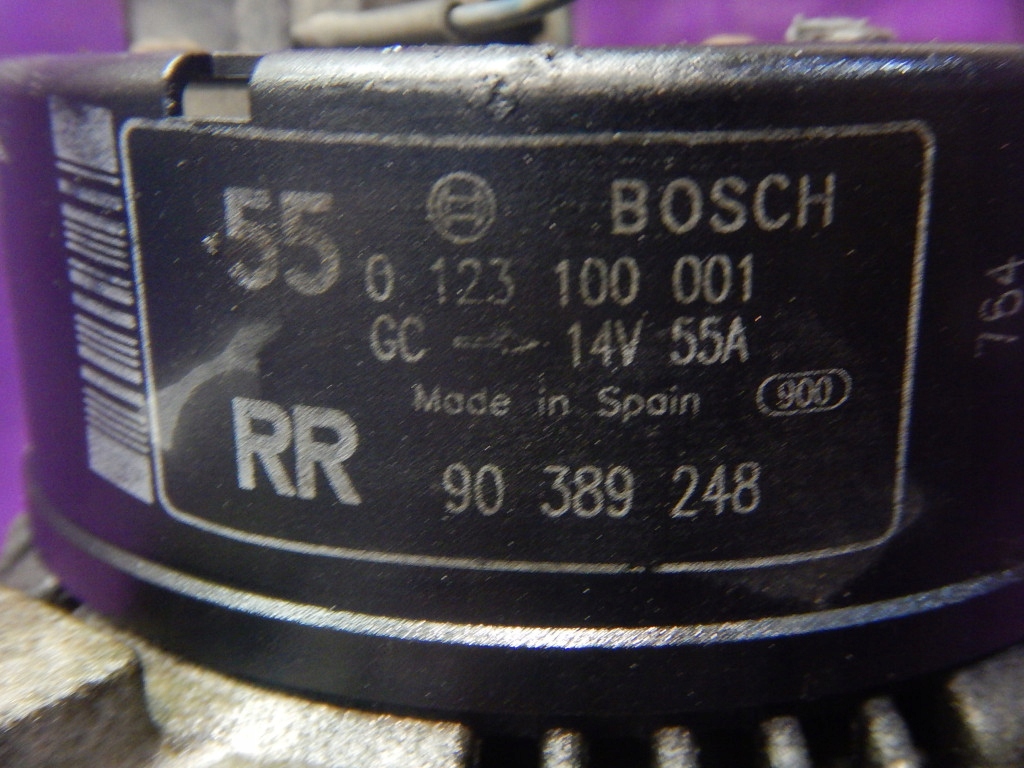 55 BOSCH
0 123 100 001
GC 14V 55A
Made in Spain 900
RR 90 389 248
764